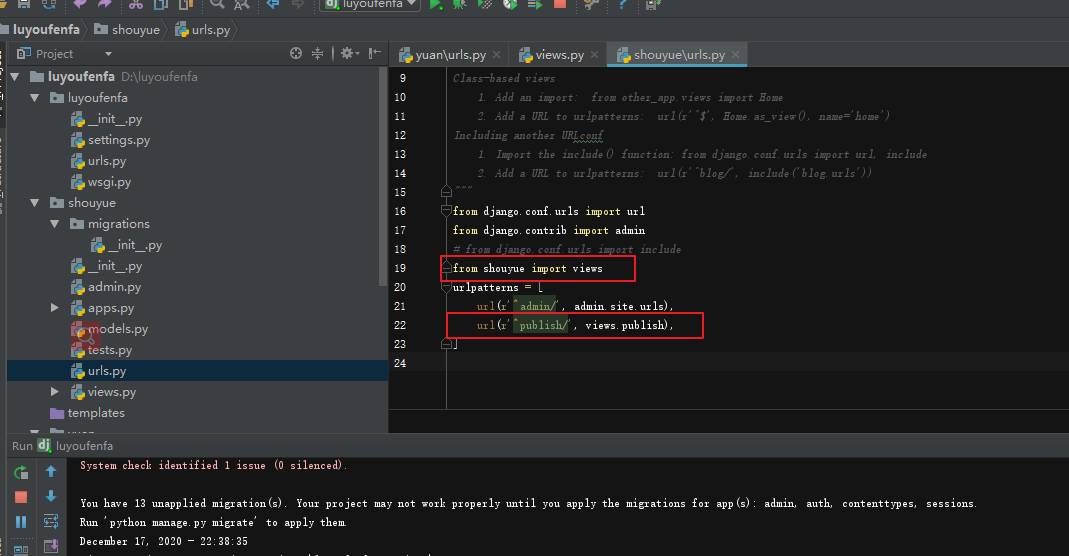 luyoufenfa
luyoufenfa
shouyue
urls.py
Project
yuan\urls.py
views.py
shouyue\urls.py
luyoufenfa D:\luyoufenfa
luyoufenfa
__init__.py
settings.py
urls.py
wsgi.py
shouyue
migrations
__init__.py
__init__.py
admin.py
apps.py
models.py
tests.py
urls.py
views.py
templates
9 Class-based views
10 1. Add an import:  from other_app.views import Home
11 2. Add a URL to urlpatterns:  url(r'^$', Home.as_view(), name='home')
12 Including another URLconf
13 1. Import the include() function: from django.conf.urls import url, include
14 2. Add a URL to urlpatterns:  url(r'^blog/', include('blog.urls'))
15 """
16 from django.conf.urls import url
17 from django.contrib import admin
18 # from django.conf.urls import include
19 from shouyue import views
20 urlpatterns = [
21 url(r'^admin/', admin.site.urls),
22 url(r'^publish/', views.publish),
23 ]
24
Run dj luyoufenfa
System check identified 1 issue (0 silenced).
You have 13 unapplied migration(s). Your project may not work properly until you apply the migrations for app(s): admin, auth, contenttypes, sessions.
Run 'python manage.py migrate' to apply them.
December 17, 2020 - 22:38:35